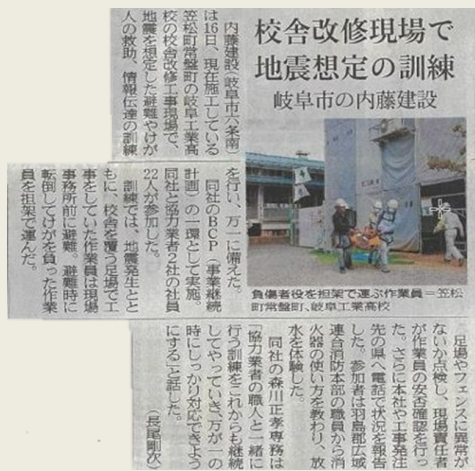 校舎改修現場で
地震想定の訓練
岐阜市の内藤建設
内藤建設（岐阜市六条南）
は16日、現在施工している
笠松町常盤町の岐阜工業高
校の校舎改修工事現場で、
地震を想定した避難やけが
人の救助、情報伝達の訓練
を行い、万一に備えた。
同社のBCP（事業継続
計画）の一環として実施。
同社と協力業者2社の社員
22人が参加した。
訓練では、地震発生とと
もに、校舎を覆う足場で工
事をしていた作業員は現場
事務所前に避難。避難時に
転倒してけがを負った作業
員を担架で運んだ。
負傷者役を担架で運ぶ作業員＝笠松
町常盤町、岐阜工業高校
足場やフェンスに異常が
ないか点検し、現場責任者
が作業員の安否確認を行っ
た。さらに本社や工事発注
先の県へ電話で状況を報告
した。参加者は羽島郡広域
連合消防本部の職員から消
火器の使い方を教わり、放
水を体験した。
同社の森川正孝専務は
「協力業者の職人と一緒に
行う訓練をこれからも継続
してやっていき、万が一の
時にしっかり対応できよう
にする」と話した。
（長尾剛次）